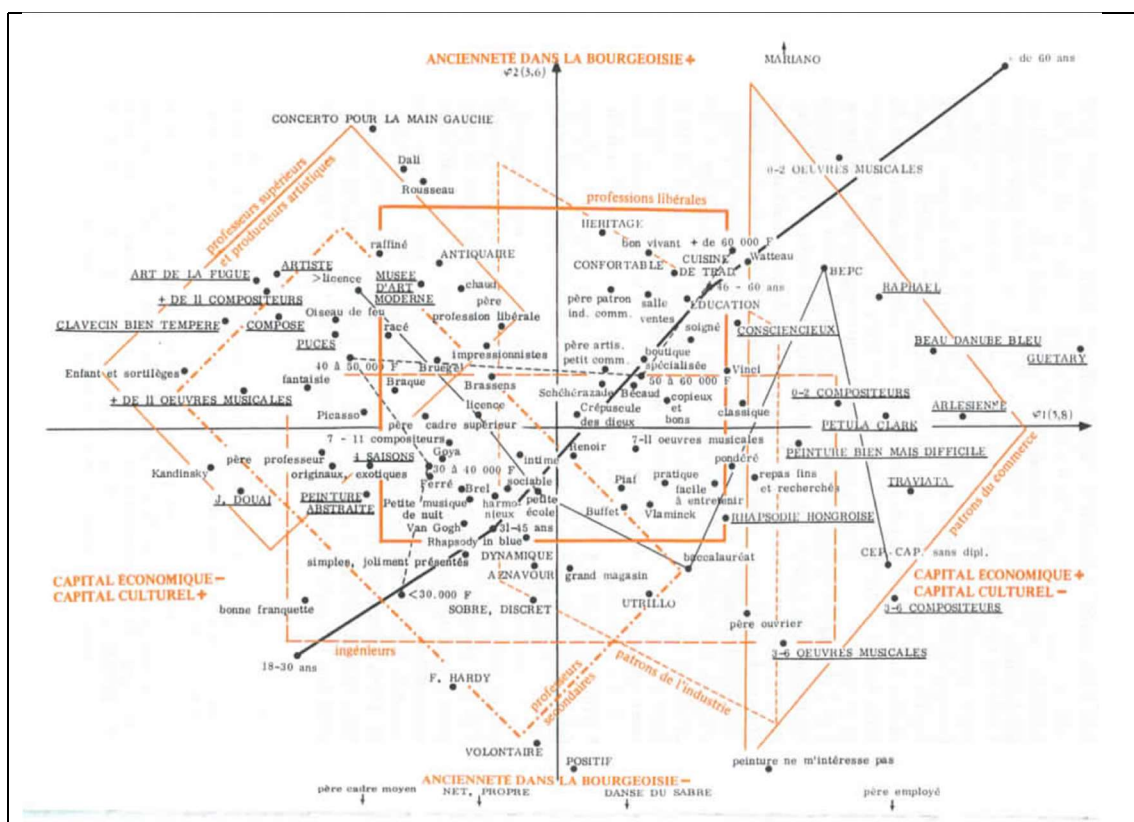 ANCIENNETÉ DANS LA BOURGEOISIE +
φ2(3,6)
MARIANO
+ de 60 ans
CONCERTO POUR LA MAIN GAUCHE
Dali
Rousseau
0-2 OEUVRES MUSICALES
professeurs supérieurs
et producteurs artistiques
professions libérales
HERITAGE
raffiné
bon vivant
+ de 60 000 F
ANTIQUAIRE
CONFORTABLE
CUISINE
DE TRAD.
Watteau
BEPC
ARTISTE
ART DE LA FUGUE
>licence
MUSEE
D'ART
MODERNE
chaud
46 - 60 ans
+ DE 11 COMPOSITEURS
père
profession libérale
père patron
ind. comm.
salle
ventes
EDUCATION
RAPHAEL
Oiseau de feu
CLAVECIN BIEN TEMPERE
COMPOSE
racé
soigné
CONSCIENCIEUX
PUCES
père artis.
petit comm.
boutique
spécialisée
BEAU DANUBE BLEU
GUETARY
impressionnistes
40 à 50.000 F
Bruegel
Enfant et sortilèges
Vinci
fantaisie
Braque
Brassens
50 à 60 000 F
Schéhérazade
Bécaud
copieux
et
bons
+ DE 11 OEUVRES MUSICALES
0-2 COMPOSITEURS
licence
Crépuscule
des dieux
classique
Picasso
père cadre supérieur
ARLESIENNE
PETULA CLARK
φ1(5,8)
7 - 11 compositeurs
Goya
Renoir
7-11 oeuvres musicales
PEINTURE BIEN MAIS DIFFICILE
père professeur
4 SAISONS
intime
pondéré
Kandinsky
originaux, exotiques
30 à 40 000 F
Ferré
sociable
pratique
facile
à entretenir
repas fins
et recherchés
TRAVIATA
J. DOUAI
PEINTURE
ABSTRAITE
Brel
Petite musique
de nuit
harmo-
nieux
petite
école
Piaf
Buffet
Vlaminck
RHAPSODIE HONGROISE
patrons du commerce
Van Gogh
31-45 ans
Rhapsody in blue
simples, joliment présentés
DYNAMIQUE
AZNAVOUR
grand magasin
baccalauréat
CEP-CAP. sans dipl.
CAPITAL ÉCONOMIQUE −
CAPITAL CULTUREL +
CAPITAL ÉCONOMIQUE +
CAPITAL CULTUREL −
bonne franquette
<30.000 F
SOBRE, DISCRET
UTRILLO
père ouvrier
3-6 COMPOSITEURS
ingénieurs
3-6 OEUVRES MUSICALES
18-30 ans
F. HARDY
professeurs
secondaires
patrons de l'industrie
VOLONTAIRE
POSITIF
peinture ne m'intéresse pas
ANCIENNETÉ DANS LA BOURGEOISIE −
père cadre moyen
NET, PROPRE
DANSE DU SABRE
père employé